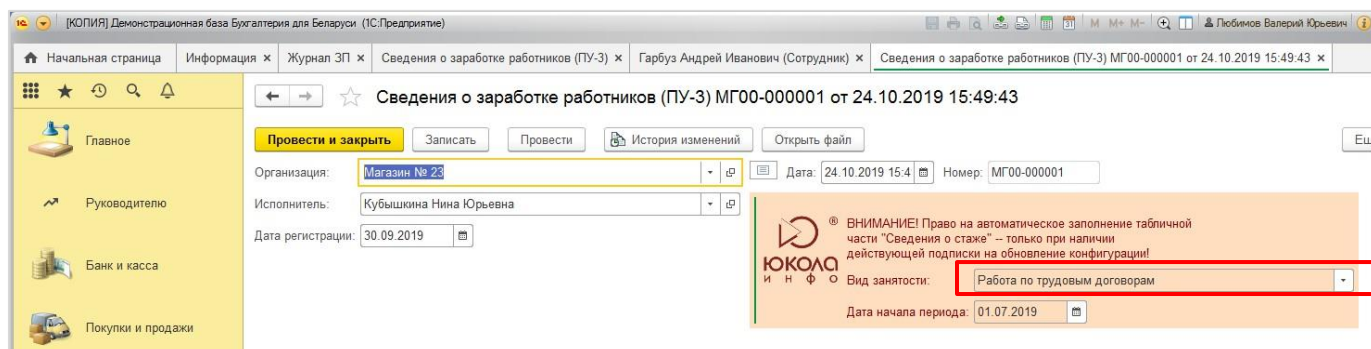 [КОПИЯ] Демонстрационная база Бухгалтерия для Беларуси (1С:Предприятие)
M M+ M-
Любимов Валерий Юрьевич
Начальная страница
Информация ×
Журнал ЗП ×
Сведения о заработке работников (ПУ-3) ×
Гарбуз Андрей Иванович (Сотрудник) ×
Сведения о заработке работников (ПУ-3) МГ00-000001 от 24.10.2019 15:49:43 ×
Главное
Руководителю
Банк и касса
Покупки и продажи
Сведения о заработке работников (ПУ-3) МГ00-000001 от 24.10.2019 15:49:43
Провести и закрыть
Записать
Провести
История изменений
Открыть файл
Ещ
Организация: Магазин № 23
Дата: 24.10.2019 15:4
Номер: МГ00-000001
Исполнитель: Кубышкина Нина Юрьевна
Дата регистрации: 30.09.2019
® ВНИМАНИЕ! Право на автоматическое заполнение табличной
части "Сведения о стаже" -- только при наличии
действующей подписки на обновление конфигурации!
ЮКОЛА
ИНФО
Вид занятости: Работа по трудовым договорам
Дата начала периода: 01.07.2019